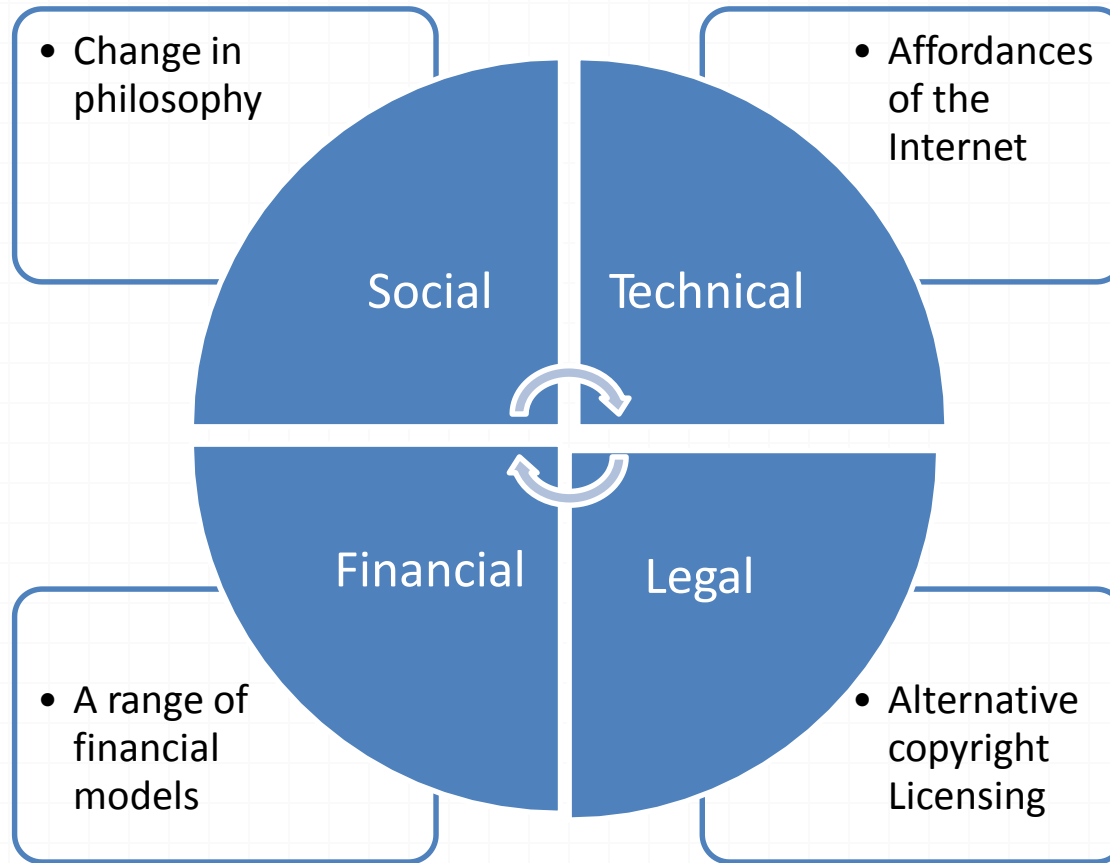 • Change in
philosophy
• Affordances
of the
Internet
Social
Technical
Financial
Legal
• A range of
financial
models
• Alternative
copyright
Licensing